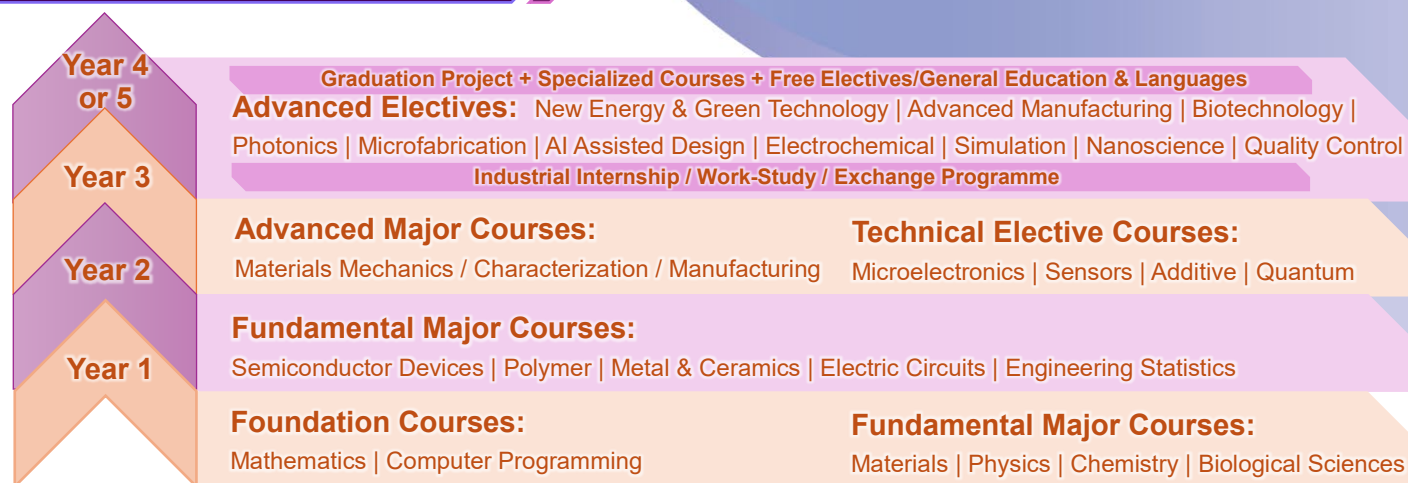 Year 4
or 5
Graduation Project + Specialized Courses + Free Electives/General Education & Languages
Advanced Electives: New Energy & Green Technology | Advanced Manufacturing | Biotechnology |
Photonics | Microfabrication | AI Assisted Design | Electrochemical | Simulation | Nanoscience | Quality Control
Industrial Internship / Work-Study / Exchange Programme
Year 3
Advanced Major Courses:
Materials Mechanics / Characterization / Manufacturing
Technical Elective Courses:
Microelectronics | Sensors | Additive | Quantum
Year 2
Fundamental Major Courses:
Semiconductor Devices | Polymer | Metal & Ceramics | Electric Circuits | Engineering Statistics
Year 1
Foundation Courses:
Mathematics | Computer Programming
Fundamental Major Courses:
Materials | Physics | Chemistry | Biological Sciences